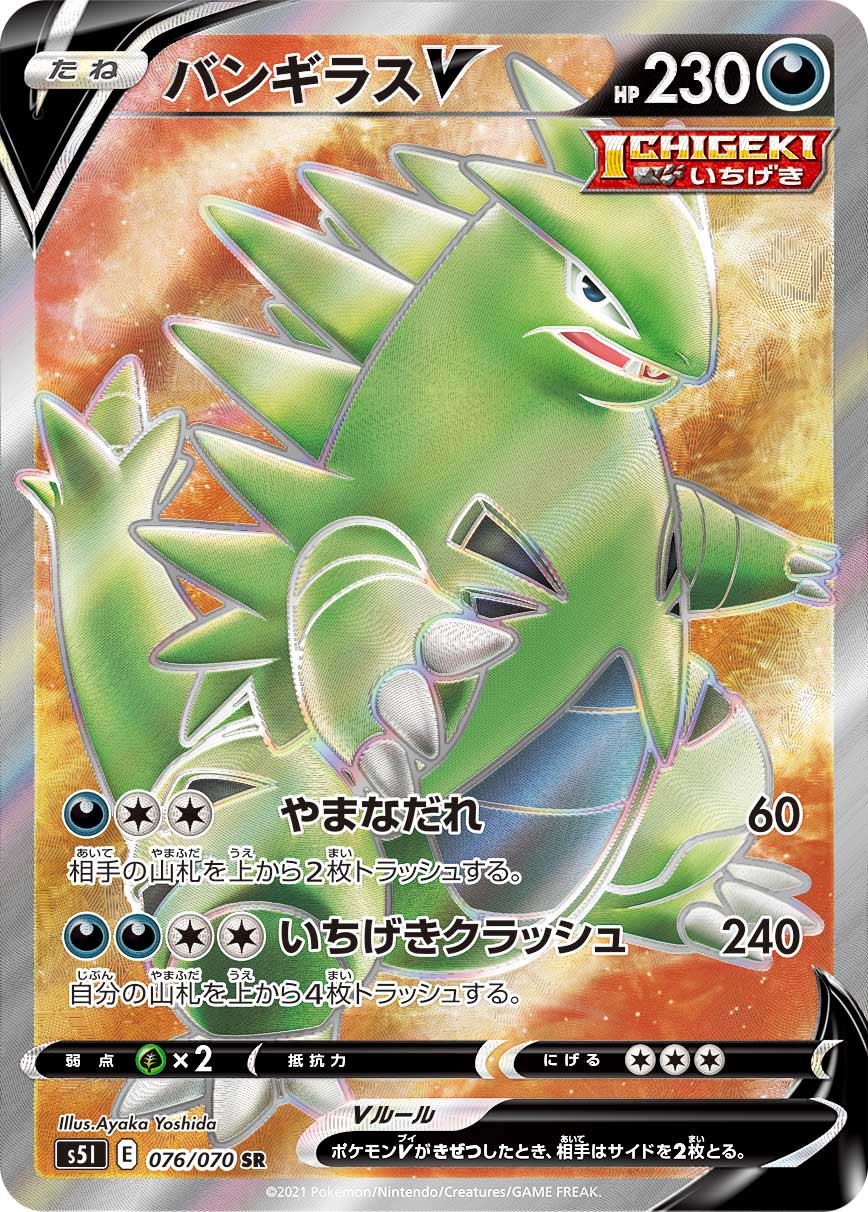 たね
バンギラスV
HP 230
ICHIGEKI
いちげき
やまなだれ 60
相手の山札を上から2枚トラッシュする。
いちげきクラッシュ 240
自分の山札を上から4枚トラッシュする。
弱点 ×2 抵抗力 にげる
Illus.Ayaka Yoshida
Vルール
ポケモンVがきぜつしたとき、相手はサイドを2枚とる。
s5I E 076/070 SR
©2021 Pokémon/Nintendo/Creatures/GAME FREAK.